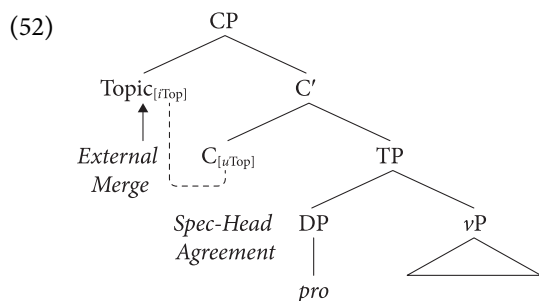 (52)
CP
Topic[iTop]
C′
External
Merge
C[uTop]
TP
Spec-Head
Agreement
DP
vP
pro